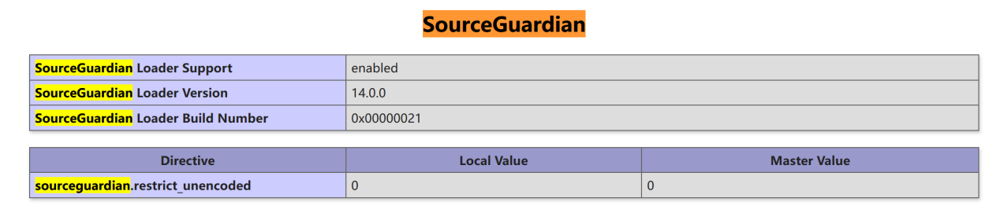 SourceGuardian
SourceGuardian Loader Support enabled
SourceGuardian Loader Version 14.0.0
SourceGuardian Loader Build Number 0x00000021
Directive Local Value Master Value
sourceguardian.restrict_unencoded 0 0